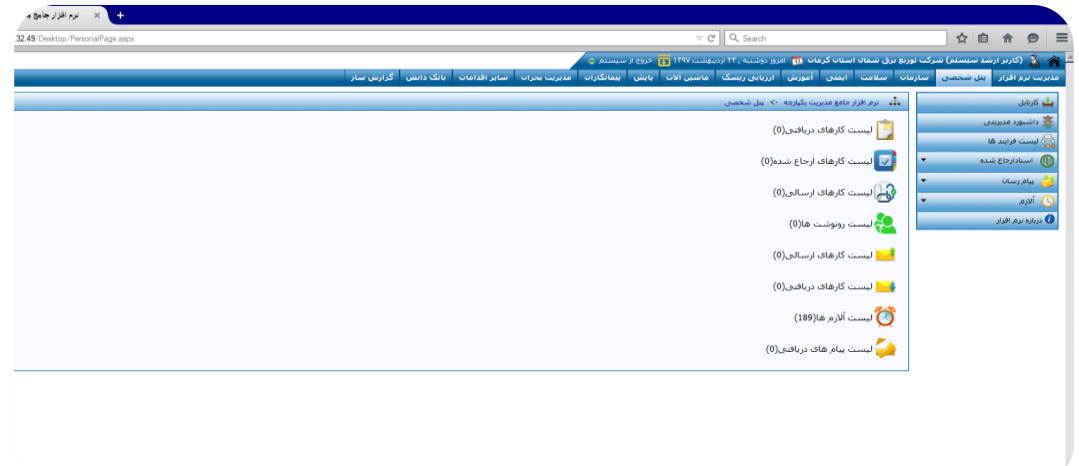 نرم افزار جامع
.32.49/Desktop/PersonalPage.aspx
Search
(کاربر ارشد سیستم) شرکت توزیع برق شمال استان کرمان امروز دوشنبه , ۲۴ اردیبهشت ۱۳۹۷ خروج از سیستم
مدیریت نرم افزار پنل شخصی سازمان سلامت ایمنی آموزش ارزیابی ریسک ماشین آلات پایش پیمانکاران مدیریت بحران سایر اقدامات بانک دانش گزارش ساز
کارتابل
داشبورد مدیریتی
لیست فرایند ها
اسنادارجاع شده
پیام رسان
آلارم
درباره نرم افزار
نرم افزار جامع مدیریت یکپارچه -> پنل شخصی
لیست کارهای دریافتی(0)
لیست کارهای ارجاع شده(0)
لیست کارهای ارسالی(0)
لیست رونوشت ها(0)
لیست کارهای ارسالی(0)
لیست کارهای دریافتی(0)
لیست آلارم ها(189)
لیست پیام های دریافتی(0)